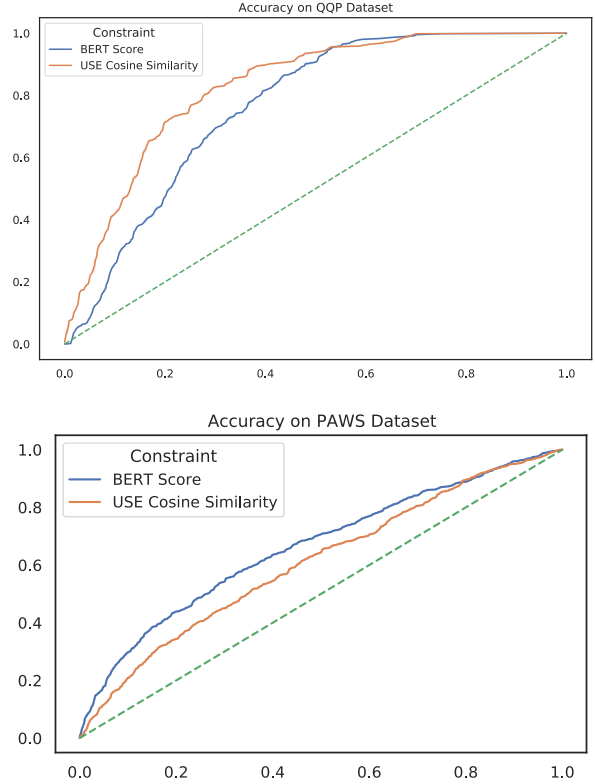 Accuracy on QQP Dataset
Constraint
BERT Score
USE Cosine Similarity
1.0
0.8
0.6
0.4
0.2
0.0
0.0 0.2 0.4 0.6 0.8 1.0
Accuracy on PAWS Dataset
Constraint
BERT Score
USE Cosine Similarity
1.0
0.8
0.6
0.4
0.2
0.0
0.0 0.2 0.4 0.6 0.8 1.0